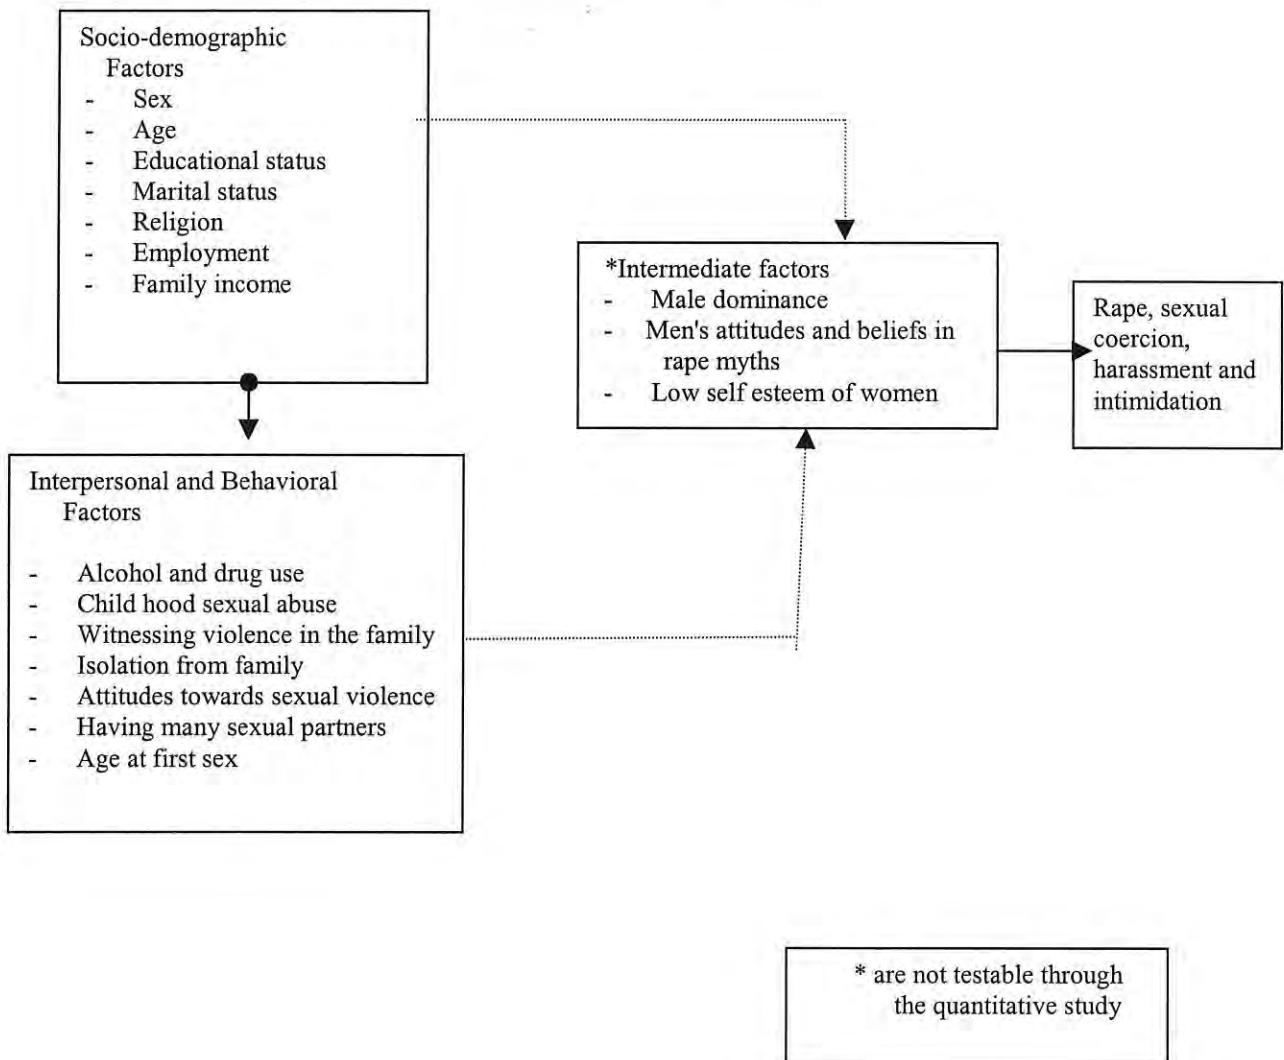 Socio-demographic
Factors
- Sex
- Age
- Educational status
- Marital status
- Religion
- Employment
- Family income
*Intermediate factors
- Male dominance
- Men's attitudes and beliefs in
rape myths
- Low self esteem of women
Rape, sexual
coercion,
harassment and
intimidation
Interpersonal and Behavioral
Factors
- Alcohol and drug use
- Child hood sexual abuse
- Witnessing violence in the family
- Isolation from family
- Attitudes towards sexual violence
- Having many sexual partners
- Age at first sex
* are not testable through
the quantitative study